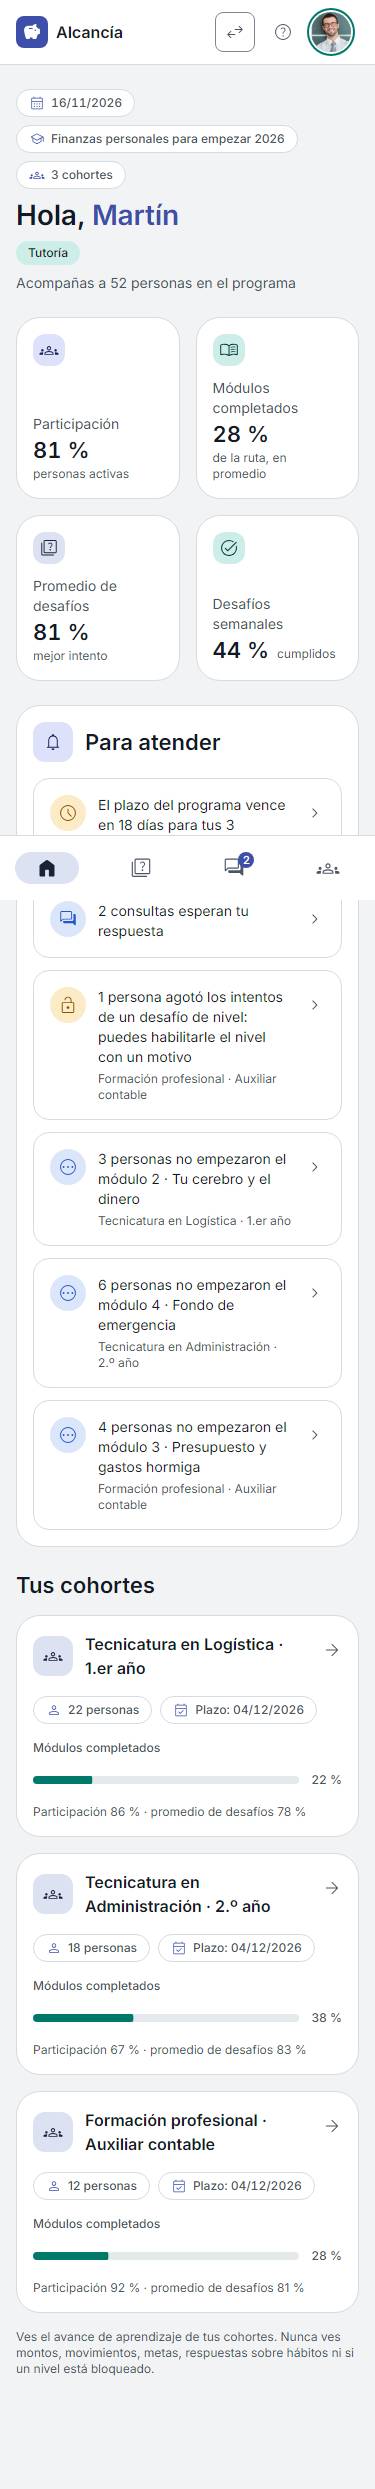 Alcancía
16/11/2026
Finanzas personales para empezar 2026
3 cohortes
Hola, Martín
Tutoría
Acompañas a 52 personas en el programa
Participación
81 %
personas activas
Módulos
completados
28 %
de la ruta, en
promedio
Promedio de
desafíos
81 %
mejor intento
Desafíos
semanales
44 % cumplidos
Para atender
El plazo del programa vence
en 18 días para tus 3
2
2 consultas esperan tu
respuesta
1 persona agotó los intentos
de un desafío de nivel:
puedes habilitarle el nivel
con un motivo
Formación profesional · Auxiliar
contable
3 personas no empezaron el
módulo 2 · Tu cerebro y el
dinero
Tecnicatura en Logística · 1.er año
6 personas no empezaron el
módulo 4 · Fondo de
emergencia
Tecnicatura en Administración ·
2.º año
4 personas no empezaron el
módulo 3 · Presupuesto y
gastos hormiga
Formación profesional · Auxiliar
contable
Tus cohortes
Tecnicatura en Logística ·
1.er año
22 personas
Plazo: 04/12/2026
Módulos completados
22 %
Participación 86 % · promedio de desafíos 78 %
Tecnicatura en
Administración · 2.º año
18 personas
Plazo: 04/12/2026
Módulos completados
38 %
Participación 67 % · promedio de desafíos 83 %
Formación profesional ·
Auxiliar contable
12 personas
Plazo: 04/12/2026
Módulos completados
28 %
Participación 92 % · promedio de desafíos 81 %
Ves el avance de aprendizaje de tus cohortes. Nunca ves
montos, movimientos, metas, respuestas sobre hábitos ni si
un nivel está bloqueado.